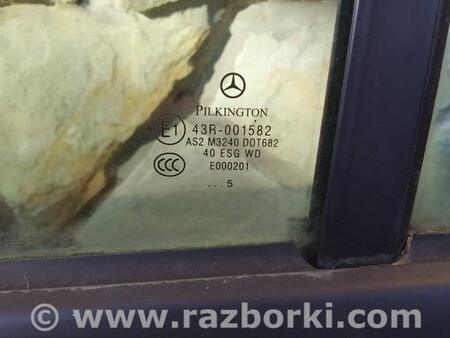 PILKINGTON
E1 43R-001582
AS2 M3240 DOT682
40 ESG WD
CCC E000201
...5
© www.razborki.com